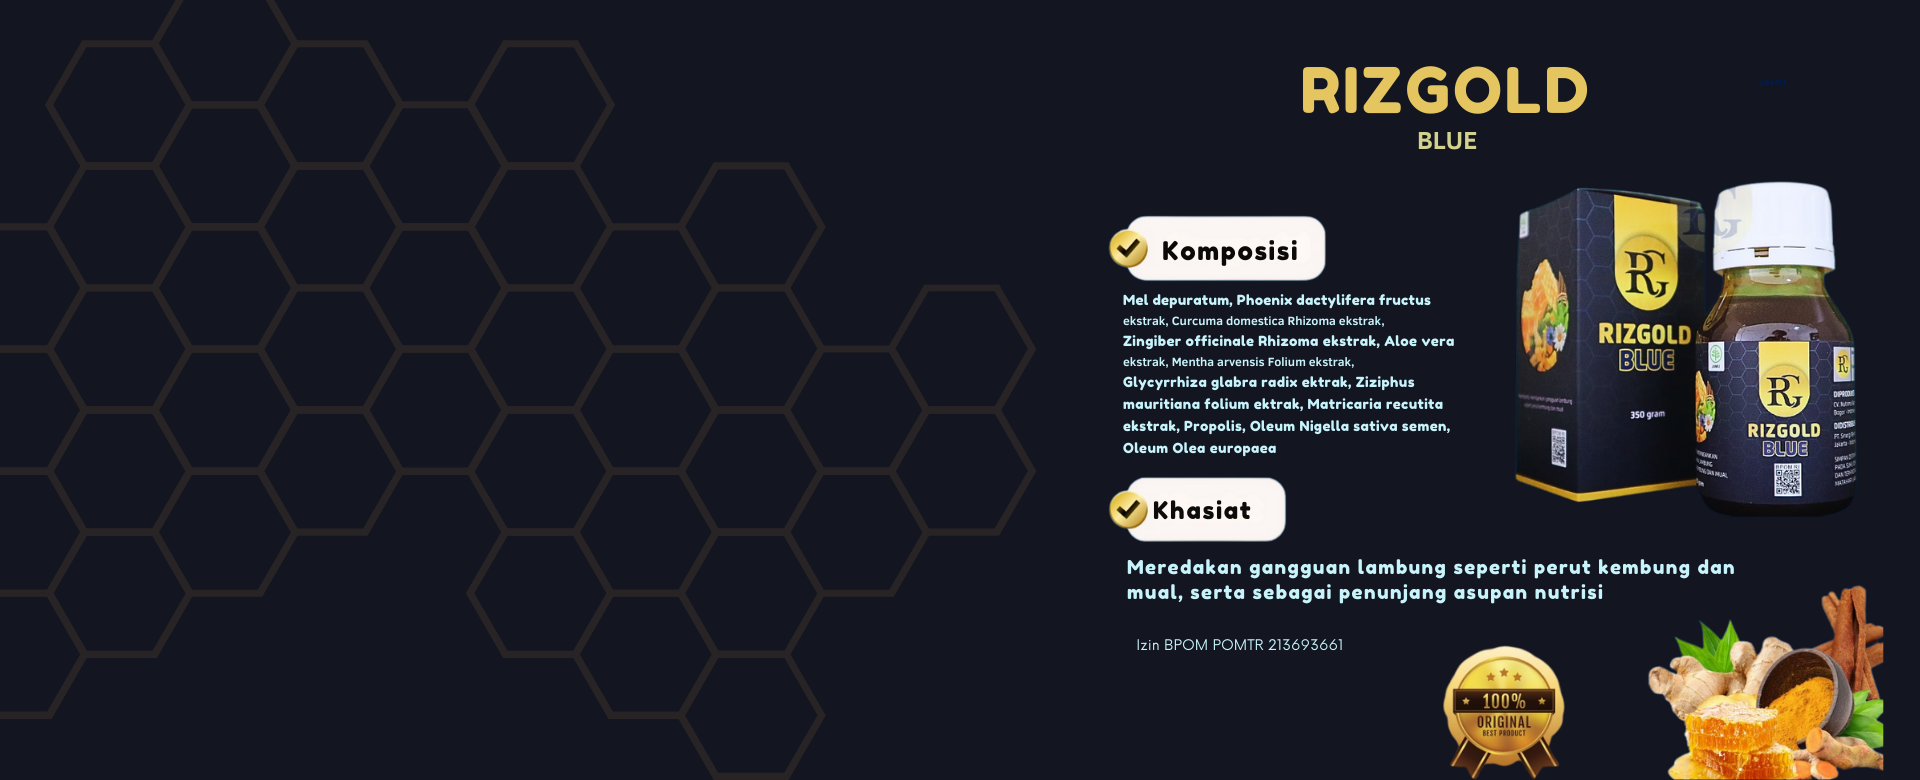 RIZGOLD
BLUE
Komposisi
Mel depuratum, Phoenix dactylifera fructus
ekstrak, Curcuma domestica Rhizoma ekstrak,
Zingiber officinale Rhizoma ekstrak, Aloe vera
ekstrak, Mentha arvensis Folium ekstrak,
Glycyrrhiza glabra radix ektrak, Ziziphus
mauritiana folium ektrak, Matricaria recutita
ekstrak, Propolis, Oleum Nigella sativa semen,
Oleum Olea europaea
Khasiat
Meredakan gangguan lambung seperti perut kembung dan
mual, serta sebagai penunjang asupan nutrisi
Izin BPOM POMTR 213693661
RG
RIZGOLD
BLUE
350 gram
RG
RIZGOLD
BLUE
100%
ORIGINAL
BEST PRODUCT